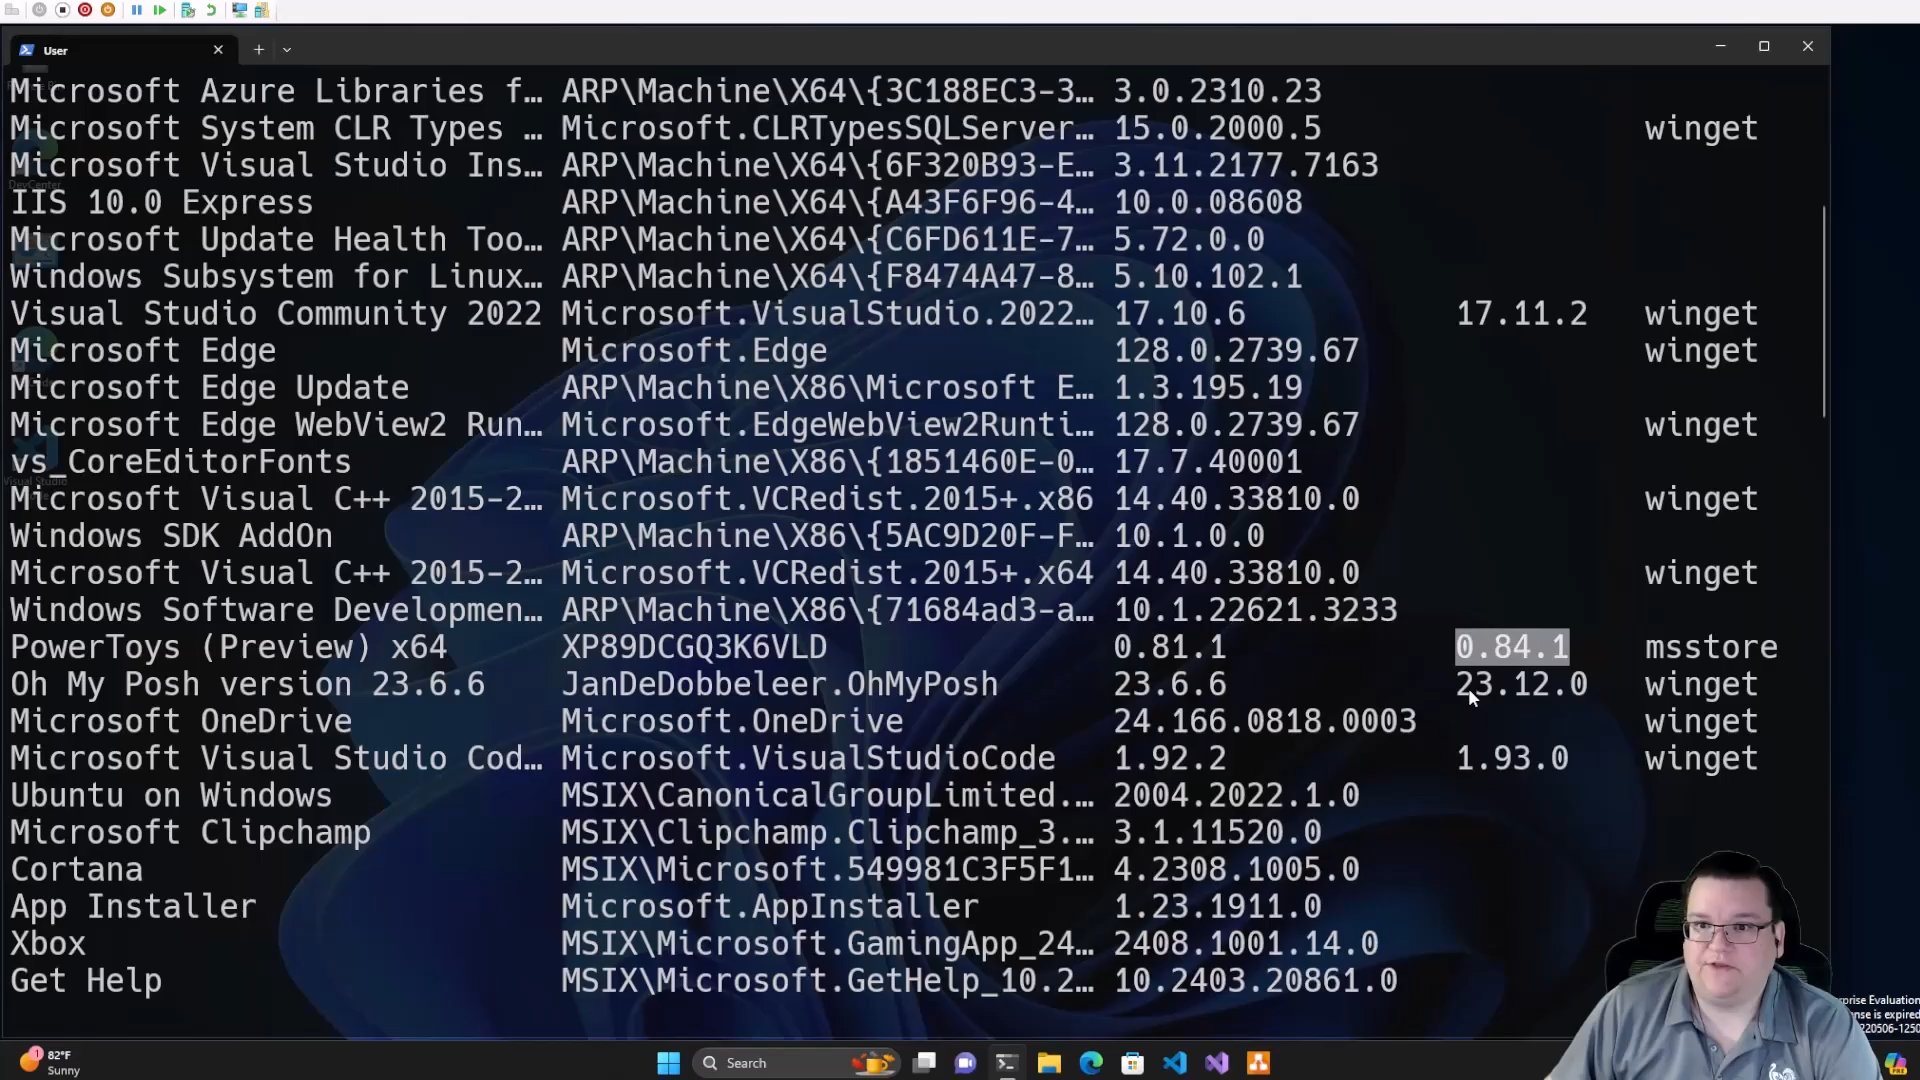 User
Microsoft Azure Libraries f… ARP\Machine\X64\{3C188EC3-3… 3.0.2310.23
Microsoft System CLR Types … Microsoft.CLRTypesSQLServer… 15.0.2000.5 winget
Microsoft Visual Studio Ins… ARP\Machine\X64\{6F320B93-E… 3.11.2177.7163
IIS 10.0 Express ARP\Machine\X64\{A43F6F96-4… 10.0.08608
Microsoft Update Health Too… ARP\Machine\X64\{C6FD611E-7… 5.72.0.0
Windows Subsystem for Linux… ARP\Machine\X64\{F8474A47-8… 5.10.102.1
Visual Studio Community 2022 Microsoft.VisualStudio.2022… 17.10.6 17.11.2 winget
Microsoft Edge Microsoft.Edge 128.0.2739.67 winget
Microsoft Edge Update ARP\Machine\X86\Microsoft E… 1.3.195.19
Microsoft Edge WebView2 Run… Microsoft.EdgeWebView2Runti… 128.0.2739.67 winget
vs_CoreEditorFonts ARP\Machine\X86\{1851460E-0… 17.7.40001
Microsoft Visual C++ 2015-2… Microsoft.VCRedist.2015+.x86 14.40.33810.0 winget
Windows SDK AddOn ARP\Machine\X86\{5AC9D20F-F… 10.1.0.0
Microsoft Visual C++ 2015-2… Microsoft.VCRedist.2015+.x64 14.40.33810.0 winget
Windows Software Developmen… ARP\Machine\X86\{71684ad3-a… 10.1.22621.3233
PowerToys (Preview) x64 XP89DCGQ3K6VLD 0.81.1 0.84.1 msstore
Oh My Posh version 23.6.6 JanDeDobbeleer.OhMyPosh 23.6.6 23.12.0 winget
Microsoft OneDrive Microsoft.OneDrive 24.166.0818.0003 winget
Microsoft Visual Studio Cod… Microsoft.VisualStudioCode 1.92.2 1.93.0 winget
Ubuntu on Windows MSIX\CanonicalGroupLimited.… 2004.2022.1.0
Microsoft Clipchamp MSIX\Clipchamp.Clipchamp_3.… 3.1.11520.0
Cortana MSIX\Microsoft.549981C3F5F1… 4.2308.1005.0
App Installer Microsoft.AppInstaller 1.23.1911.0
Xbox MSIX\Microsoft.GamingApp_24… 2408.1001.14.0
Get Help MSIX\Microsoft.GetHelp_10.2… 10.2403.20861.0
prise Evaluation
nse is expired
220506-1250
1
82°F
Sunny
Search